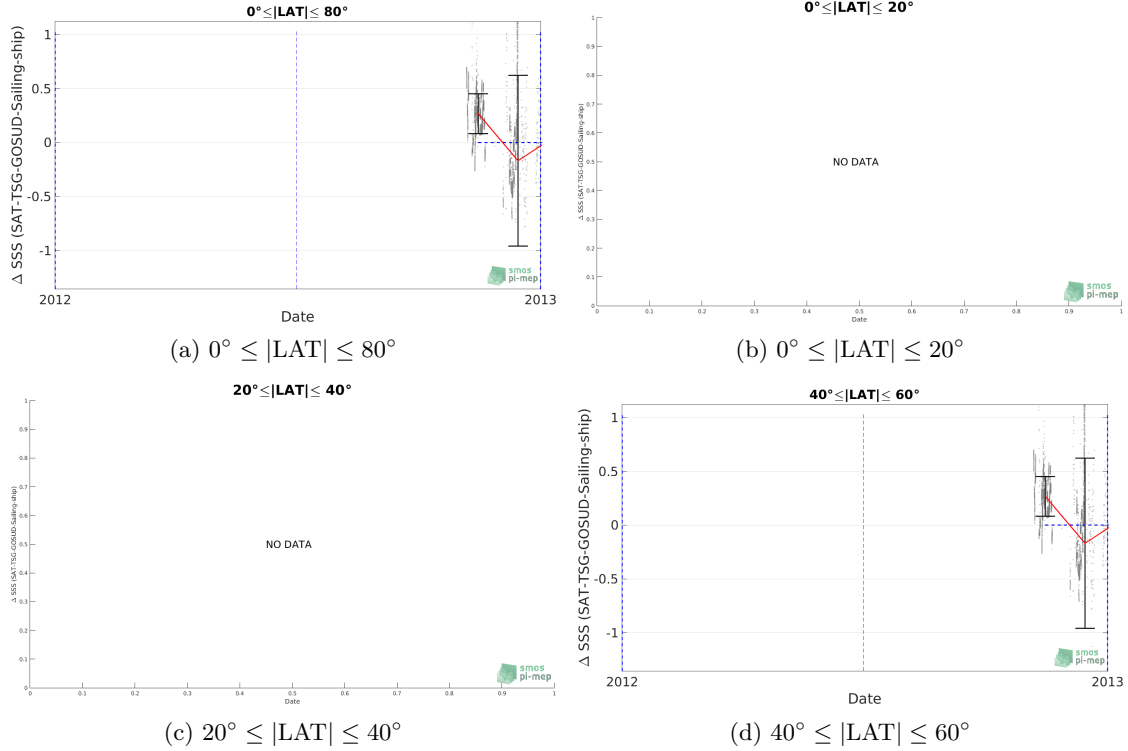 0°≤|LAT|≤ 80°
Δ SSS (SAT-TSG-GOSUD-Sailing-ship)
1
0.5
0
-0.5
-1
smos
pi-mep
2012
2013
Date
(a) 0° ≤ |LAT| ≤ 80°
0°≤|LAT|≤ 20°
Δ SSS (SAT-TSG-GOSUD-Sailing-ship)
1
0.9
0.8
0.7
0.6
0.5
0.4
0.3
0.2
0.1
0
NO DATA
smos
pi-mep
0 0.1 0.2 0.3 0.4 0.5 0.6 0.7 0.8 0.9 1
Date
(b) 0° ≤ |LAT| ≤ 20°
20°≤|LAT|≤ 40°
Δ SSS (SAT-TSG-GOSUD-Sailing-ship)
1
0.9
0.8
0.7
0.6
0.5
0.4
0.3
0.2
0.1
0
NO DATA
smos
pi-mep
0 0.1 0.2 0.3 0.4 0.5 0.6 0.7 0.8 0.9 1
Date
(c) 20° ≤ |LAT| ≤ 40°
40°≤|LAT|≤ 60°
Δ SSS (SAT-TSG-GOSUD-Sailing-ship)
1
0.5
0
-0.5
-1
smos
pi-mep
2012
2013
Date
(d) 40° ≤ |LAT| ≤ 60°